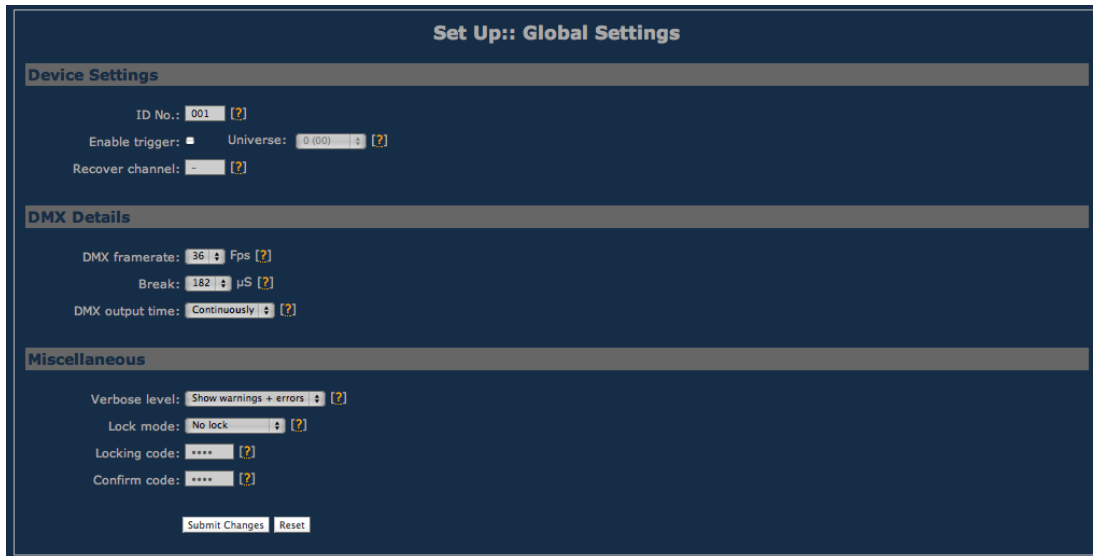 Set Up:: Global Settings
Device Settings
ID No.: 001 [?]
Enable trigger: Universe: 0 (00) [?]
Recover channel: - [?]
DMX Details
DMX framerate: 36 Fps [?]
Break: 182 µS [?]
DMX output time: Continuously [?]
Miscellaneous
Verbose level: Show warnings + errors [?]
Lock mode: No lock [?]
Locking code: •••• [?]
Confirm code: •••• [?]
Submit Changes Reset